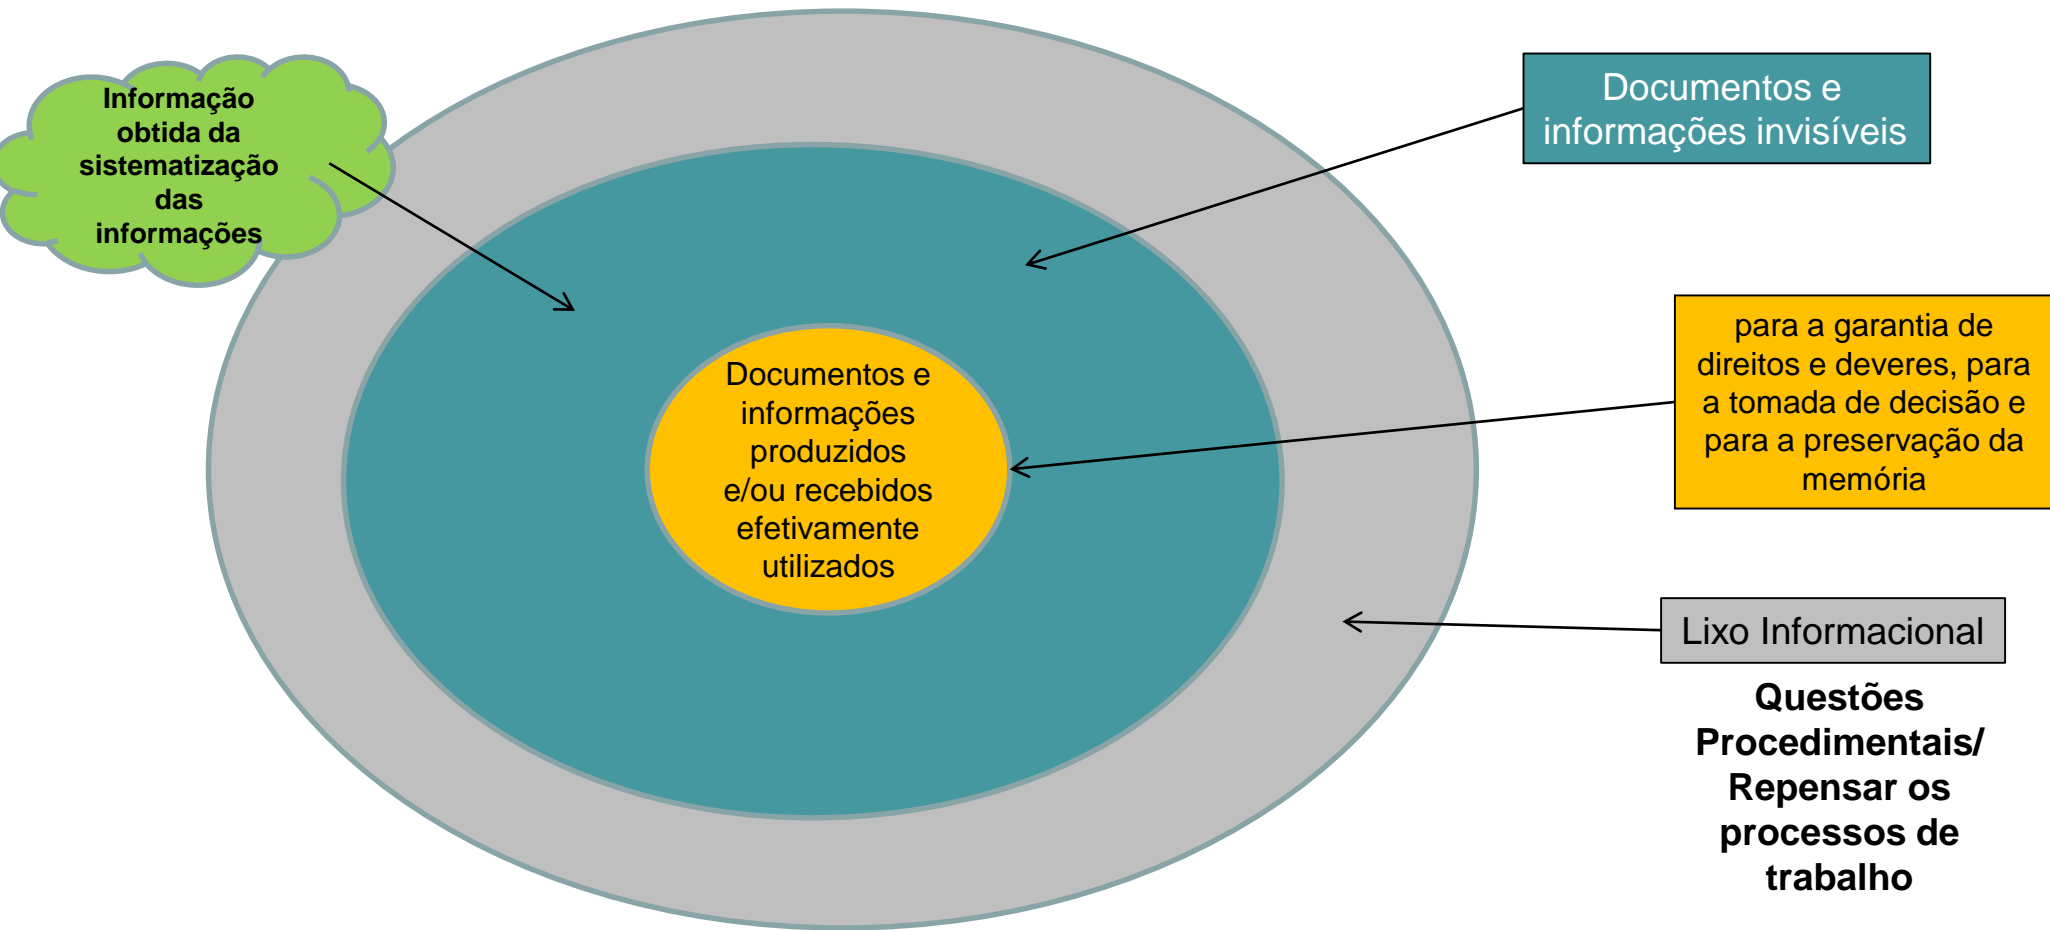 Informação
obtida da
sistematização
das
informações
Documentos e
informações invisíveis
Documentos e
informações
produzidos
e/ou recebidos
efetivamente
utilizados
para a garantia de
direitos e deveres, para
a tomada de decisão e
para a preservação da
memória
Lixo Informacional
Questões
Procedimentais/
Repensar os
processos de
trabalho